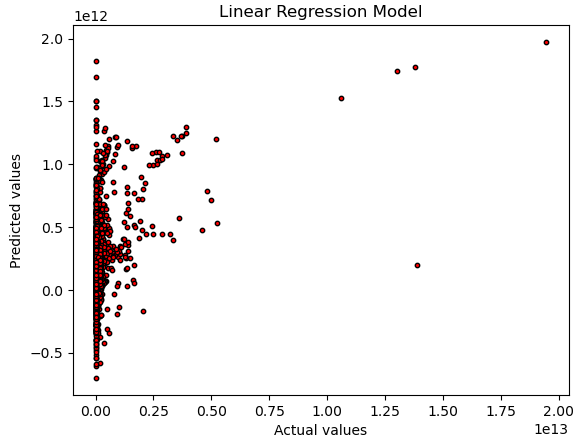 Linear Regression Model
1e12
2.0
1.5
1.0
0.5
0.0
−0.5
Predicted values
0.00 0.25 0.50 0.75 1.00 1.25 1.50 1.75 2.00
1e13
Actual values